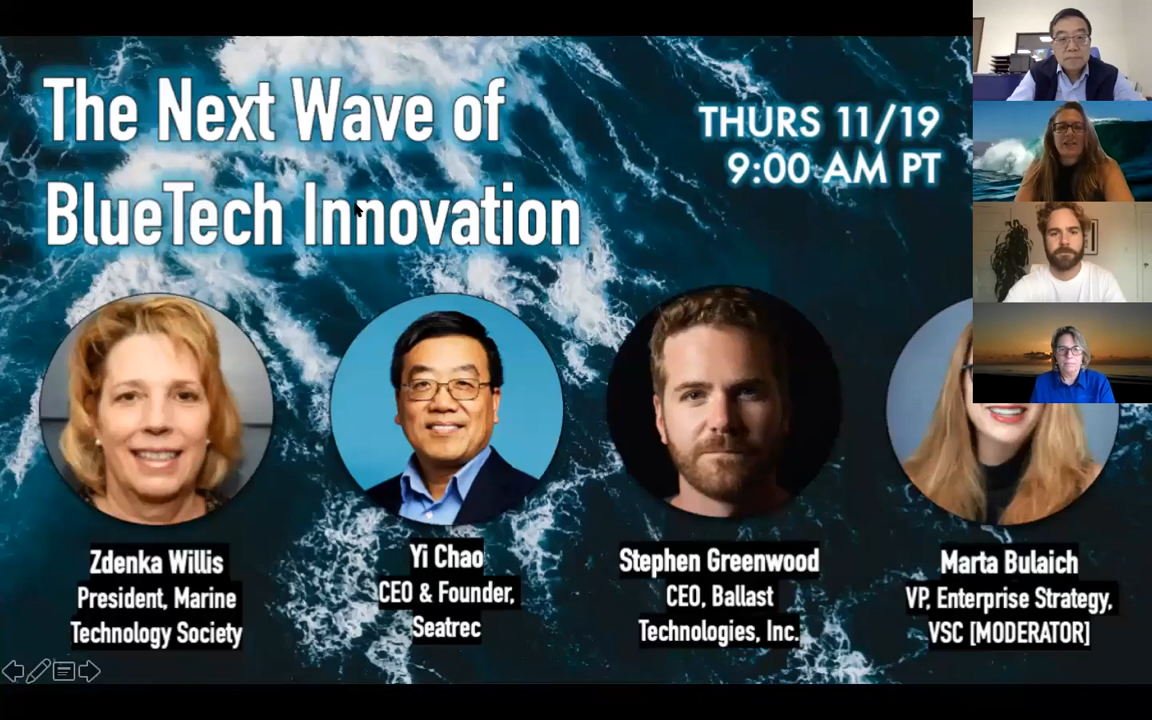 The Next Wave of
BlueTech Innovation
THURS 11/19
9:00 AM PT
Zdenka Willis
President, Marine
Technology Society
Yi Chao
CEO & Founder,
Seatrec
Stephen Greenwood
CEO, Ballast
Technologies, Inc.
Marta Bulaich
VP, Enterprise Strategy,
VSC [MODERATOR]